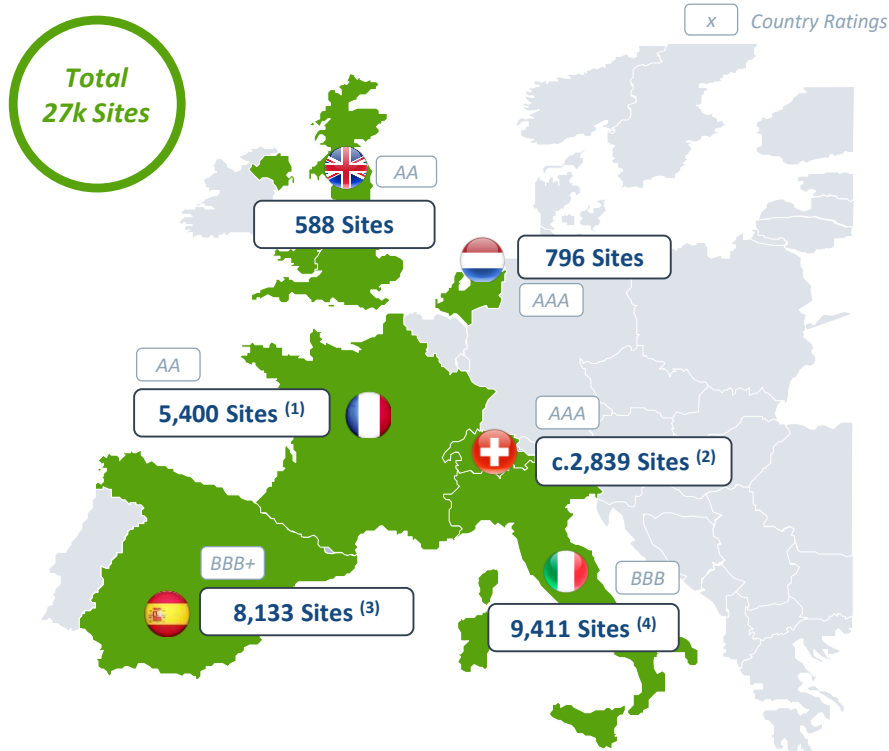 x Country Ratings
Total
27k Sites
AA
588 Sites
796 Sites
AAA
AA
5,400 Sites (1)
AAA
c.2,839 Sites (2)
BBB+
8,133 Sites (3)
BBB
9,411 Sites (4)